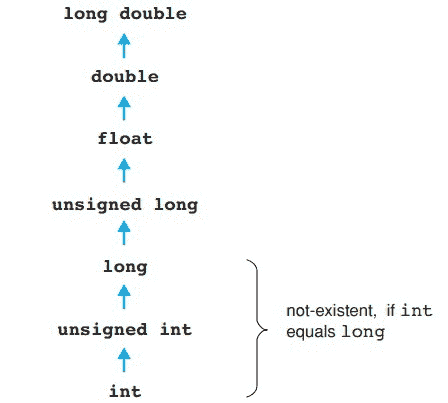 long double
double
float
unsigned long
long
unsigned int
int
not-existent, if int
equals long